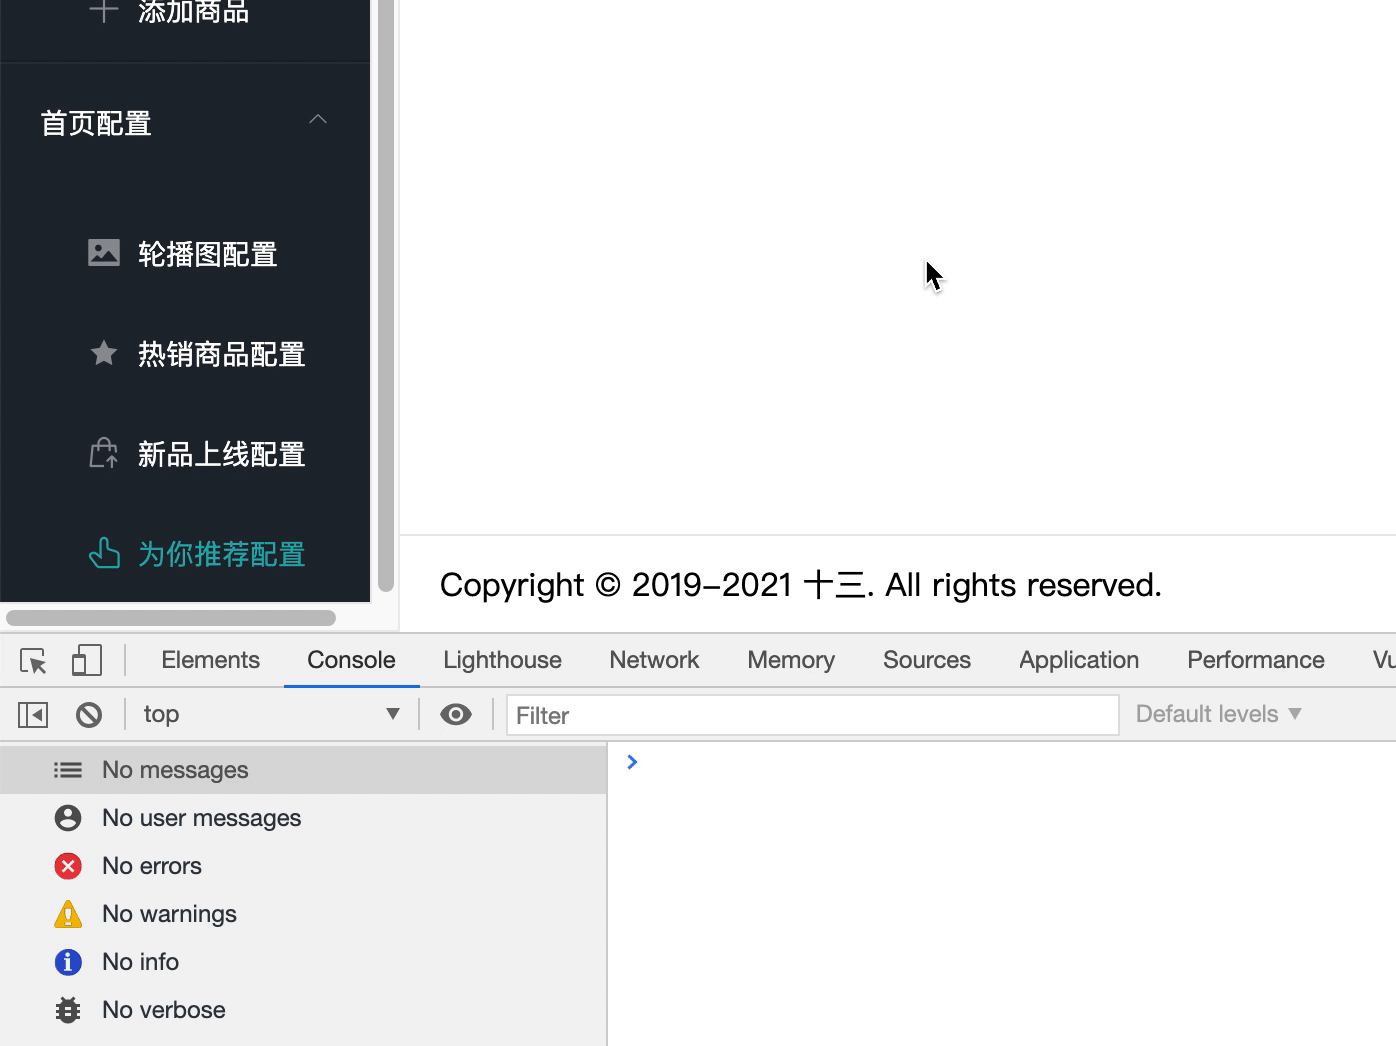 添加商品
首页配置
轮播图配置
热销商品配置
新品上线配置
为你推荐配置
Copyright © 2019-2021 十三. All rights reserved.
Elements Console Lighthouse Network Memory Sources Application Performance Vu
top Filter Default levels
No messages
No user messages
No errors
No warnings
No info
No verbose